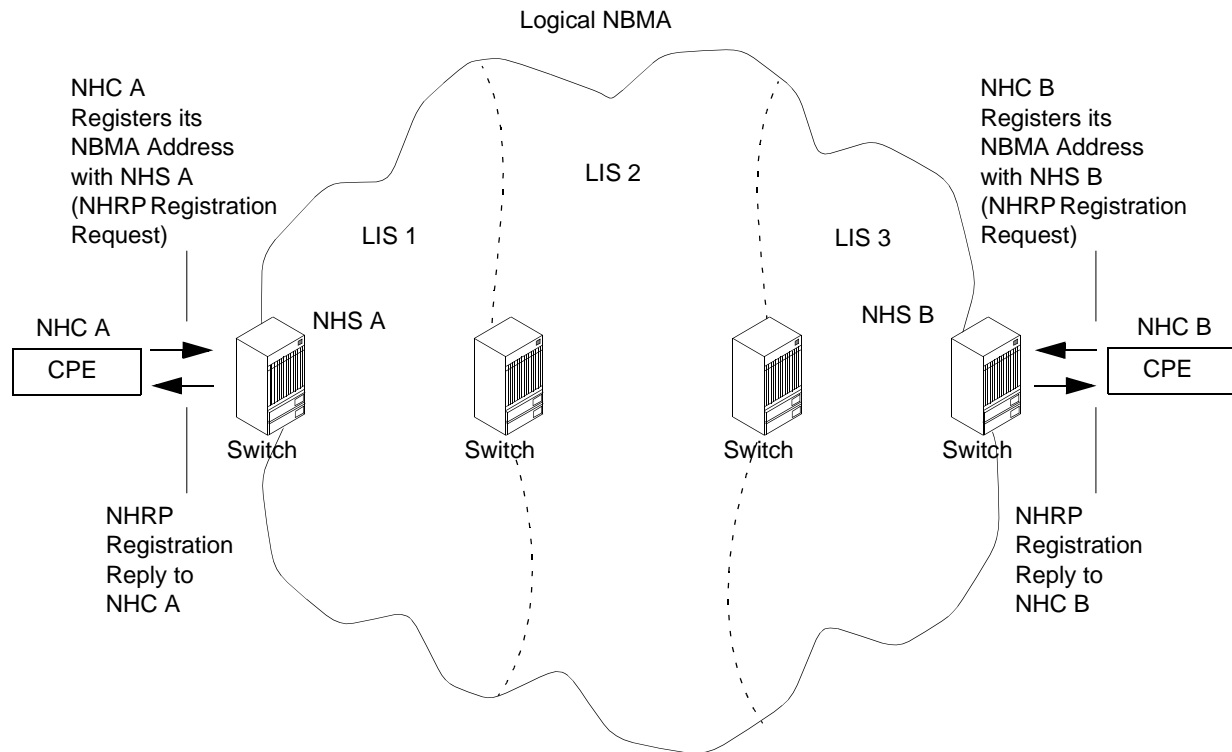 Logical NBMA
NHC A
Registers its
NBMA Address
with NHS A
(NHRP Registration
Request)
NHC B
Registers its
NBMA Address
with NHS B
(NHRP Registration
Request)
LIS 2
LIS 1
LIS 3
NHC A
CPE
NHS A
NHS B
NHC B
CPE
Switch
Switch
Switch
Switch
NHRP
Registration
Reply to
NHC A
NHRP
Registration
Reply to
NHC B